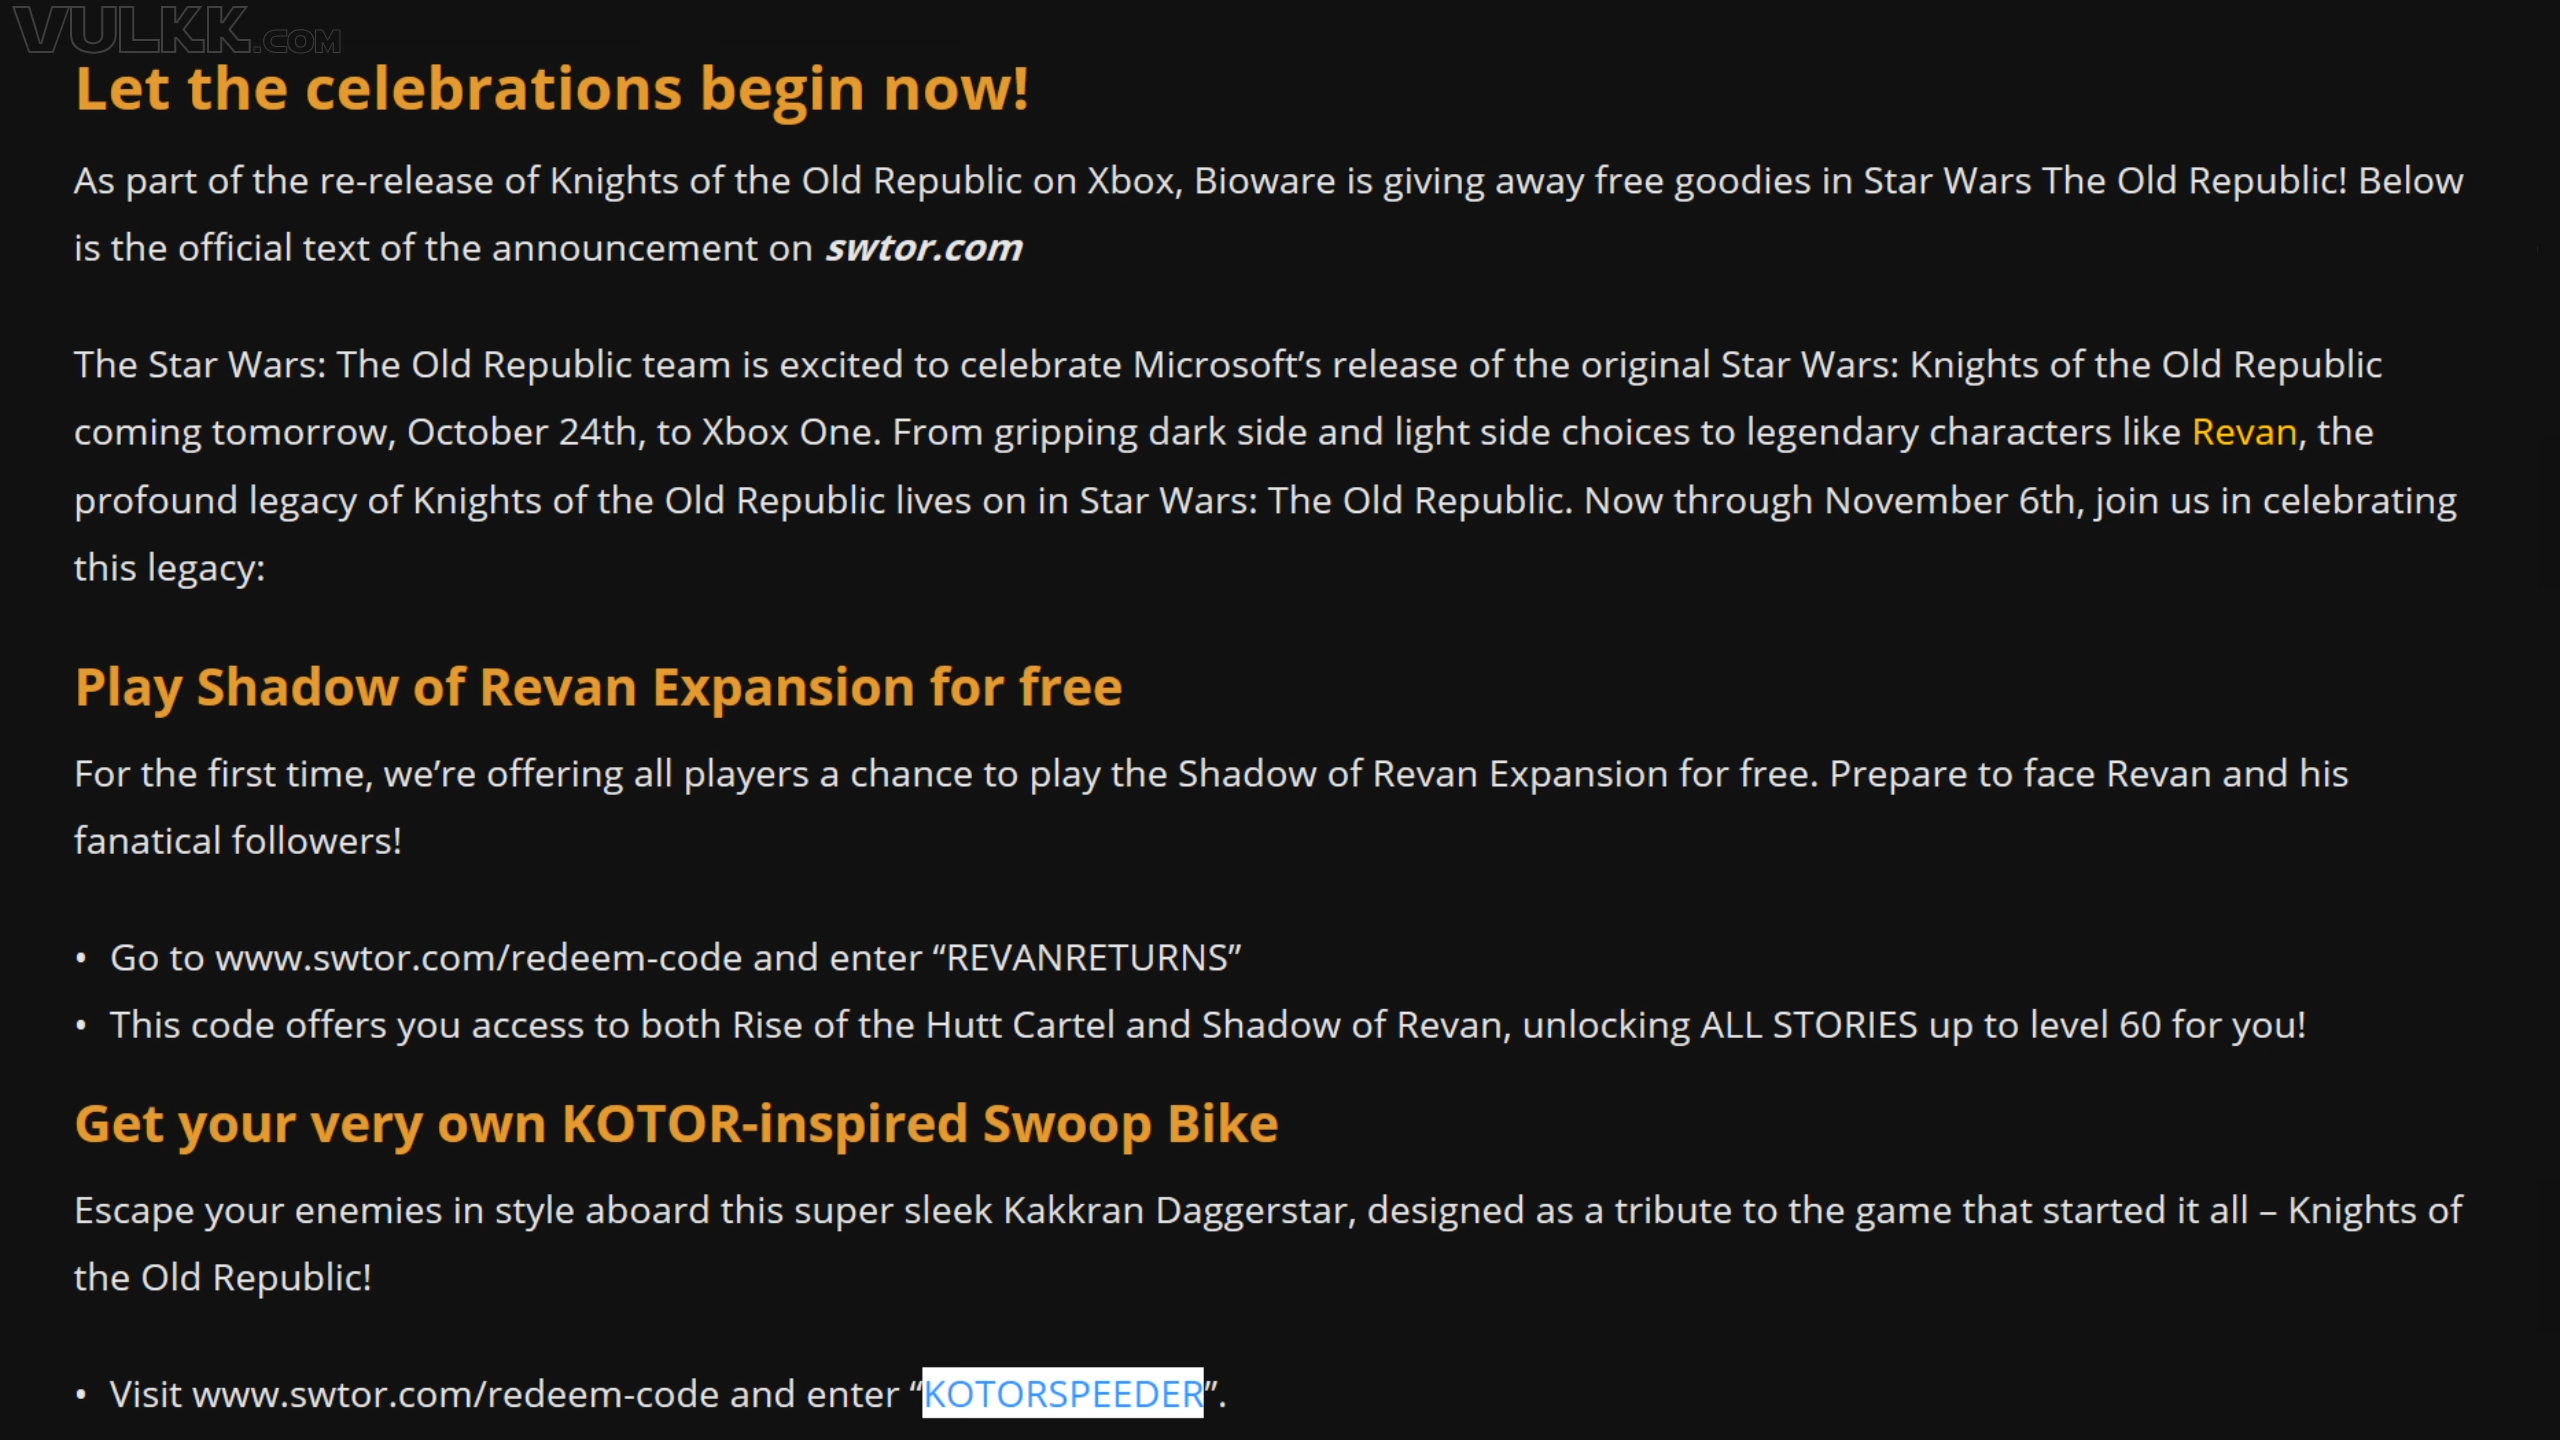 VULKK.COM
Let the celebrations begin now!
As part of the re-release of Knights of the Old Republic on Xbox, Bioware is giving away free goodies in Star Wars The Old Republic! Below
is the official text of the announcement on swtor.com
The Star Wars: The Old Republic team is excited to celebrate Microsoft’s release of the original Star Wars: Knights of the Old Republic
coming tomorrow, October 24th, to Xbox One. From gripping dark side and light side choices to legendary characters like Revan, the
profound legacy of Knights of the Old Republic lives on in Star Wars: The Old Republic. Now through November 6th, join us in celebrating
this legacy:
Play Shadow of Revan Expansion for free
For the first time, we’re offering all players a chance to play the Shadow of Revan Expansion for free. Prepare to face Revan and his
fanatical followers!
• Go to www.swtor.com/redeem-code and enter “REVANRETURNS”
• This code offers you access to both Rise of the Hutt Cartel and Shadow of Revan, unlocking ALL STORIES up to level 60 for you!
Get your very own KOTOR-inspired Swoop Bike
Escape your enemies in style aboard this super sleek Kakkran Daggerstar, designed as a tribute to the game that started it all – Knights of
the Old Republic!
• Visit www.swtor.com/redeem-code and enter “KOTORSPEEDER”.